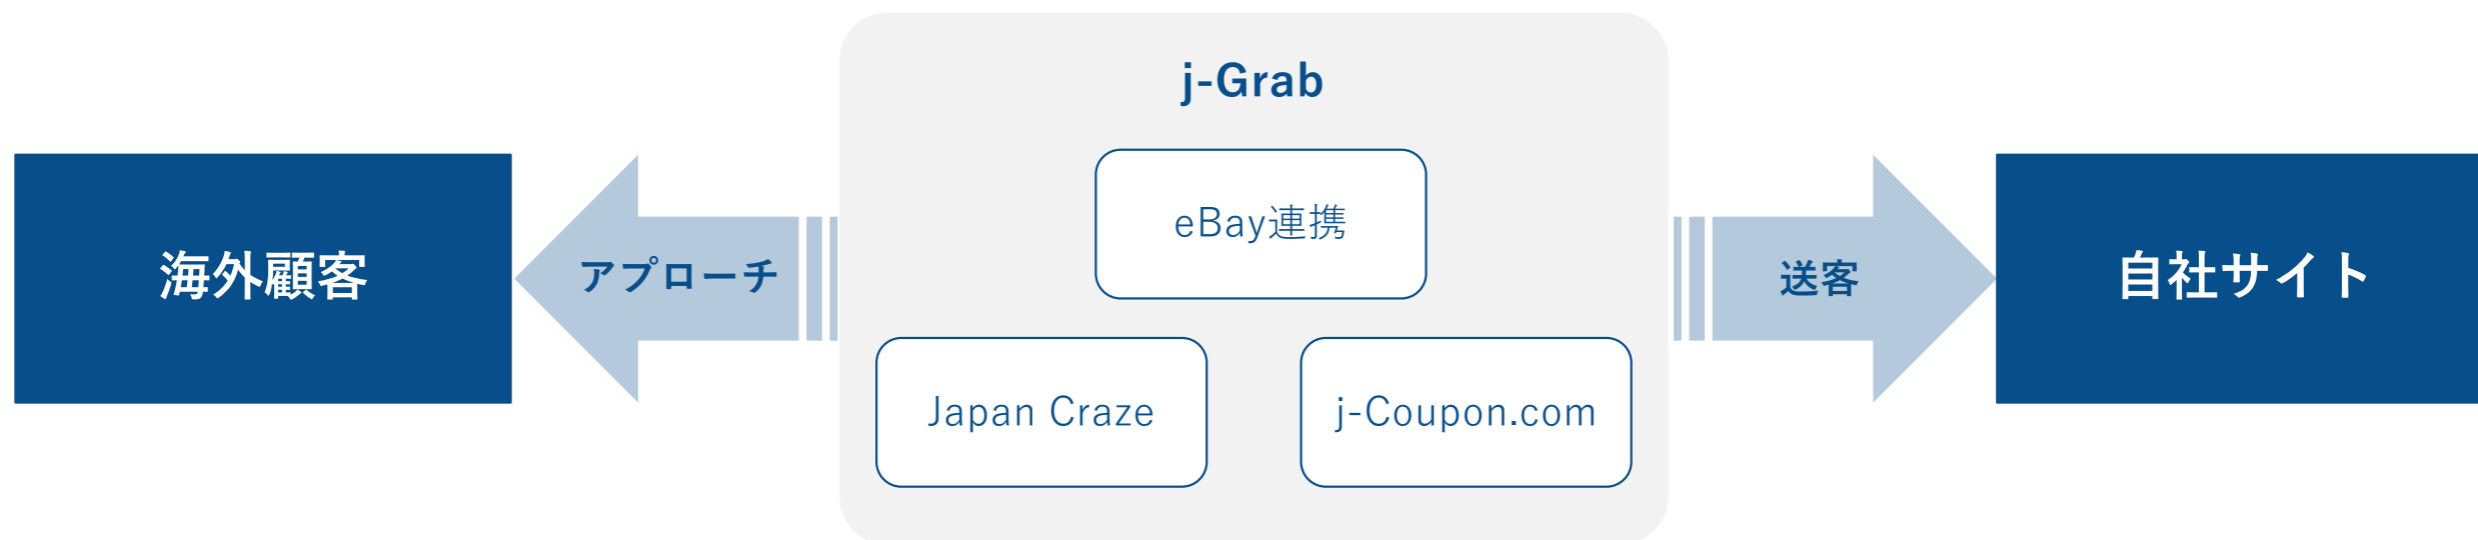 j-Grab
海外顧客
アプローチ
eBay連携
Japan Craze
j-Coupon.com
送客
自社サイト